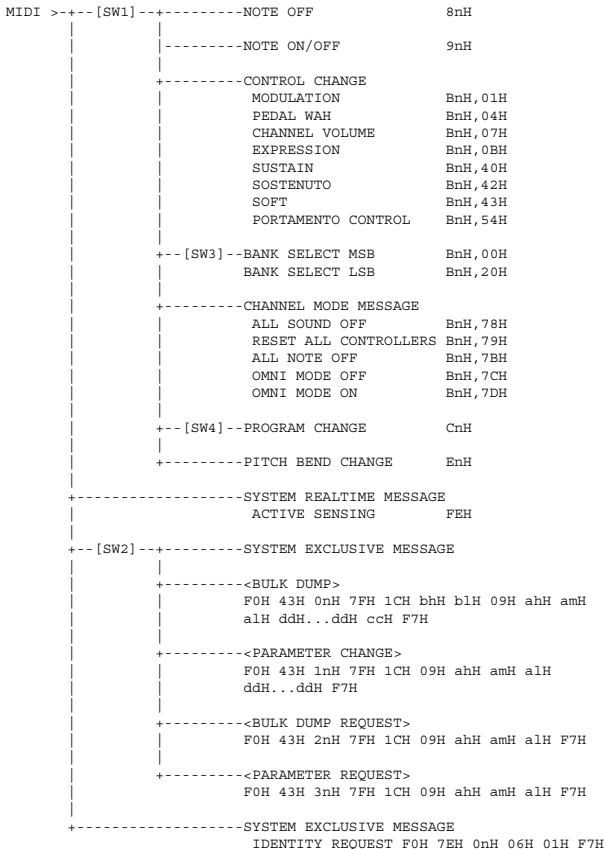 MIDI >-+--[SW1]--+---------NOTE OFF 8nH
|---------NOTE ON/OFF 9nH
+---------CONTROL CHANGE
MODULATION BnH,01H
PEDAL WAH BnH,04H
CHANNEL VOLUME BnH,07H
EXPRESSION BnH,0BH
SUSTAIN BnH,40H
SOSTENUTO BnH,42H
SOFT BnH,43H
PORTAMENTO CONTROL BnH,54H
+--[SW3]--BANK SELECT MSB BnH,00H
BANK SELECT LSB BnH,20H
+---------CHANNEL MODE MESSAGE
ALL SOUND OFF BnH,78H
RESET ALL CONTROLLERS BnH,79H
ALL NOTE OFF BnH,7BH
OMNI MODE OFF BnH,7CH
OMNI MODE ON BnH,7DH
+--[SW4]--PROGRAM CHANGE CnH
+---------PITCH BEND CHANGE EnH
+-------------------SYSTEM REALTIME MESSAGE
ACTIVE SENSING FEH
+--[SW2]--+---------SYSTEM EXCLUSIVE MESSAGE
+---------<BULK DUMP>
F0H 43H 0nH 7FH 1CH bhH blH 09H ahH amH
alH ddH...ddH ccH F7H
+---------<PARAMETER CHANGE>
F0H 43H 1nH 7FH 1CH 09H ahH amH alH
ddH...ddH F7H
+---------<BULK DUMP REQUEST>
F0H 43H 2nH 7FH 1CH 09H ahH amH alH F7H
+---------<PARAMETER REQUEST>
F0H 43H 3nH 7FH 1CH 09H ahH amH alH F7H
+-------------------SYSTEM EXCLUSIVE MESSAGE
IDENTITY REQUEST F0H 7EH 0nH 06H 01H F7H